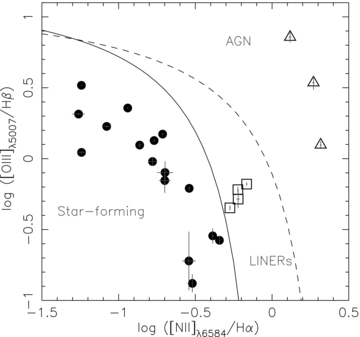 AGN
Star-forming
LINERs
log ([OIII]λ5007/Hβ)
1
0.5
0
−0.5
−1
−1.5
−1
−0.5
0
0.5
log ([NII]λ6584/Hα)